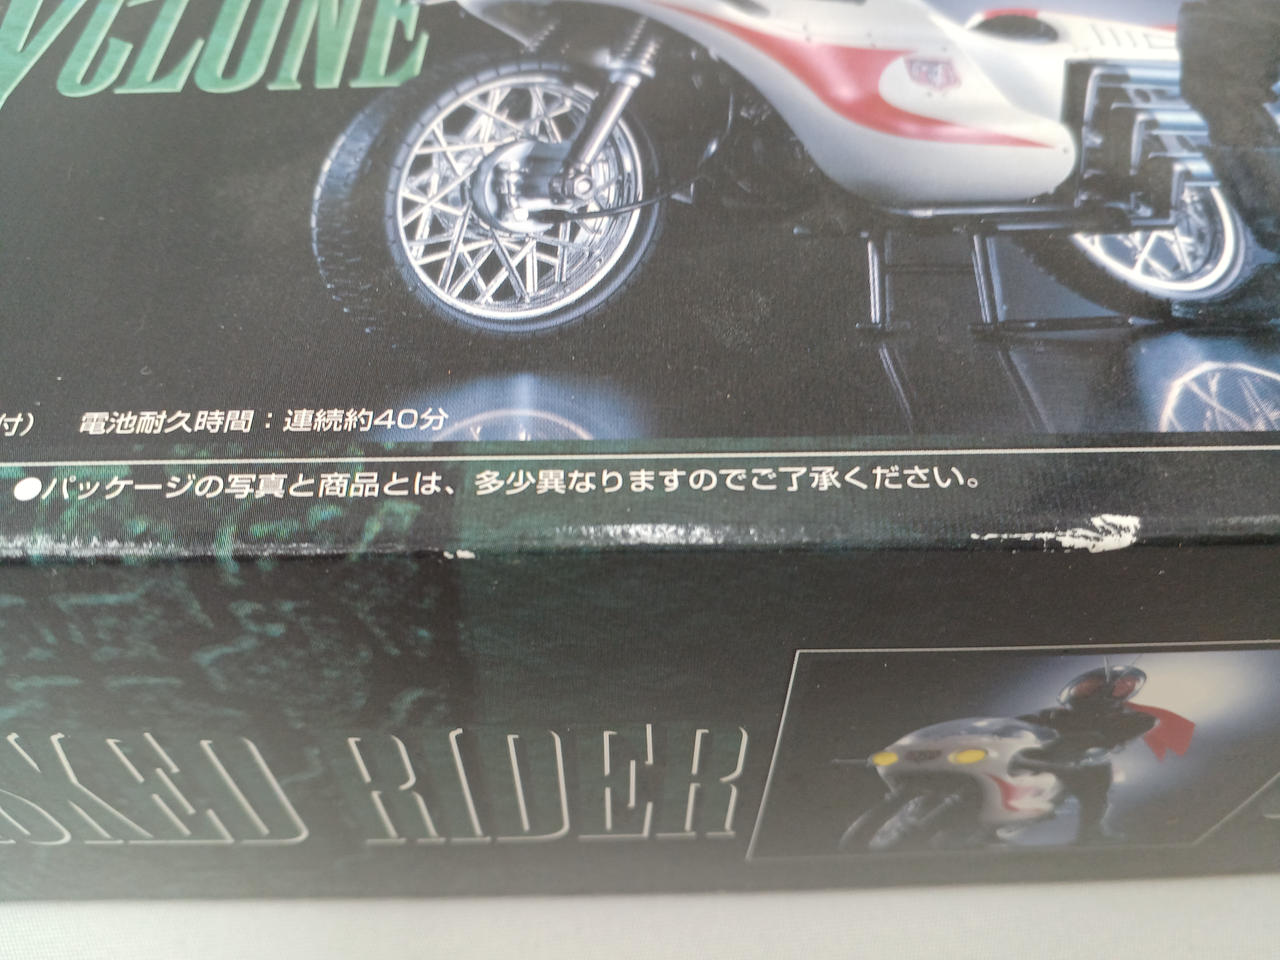 CYCLONE
付） 電池耐久時間：連続約40分
●パッケージの写真と商品とは、多少異なりますのでご了承ください。
SKED RIDER